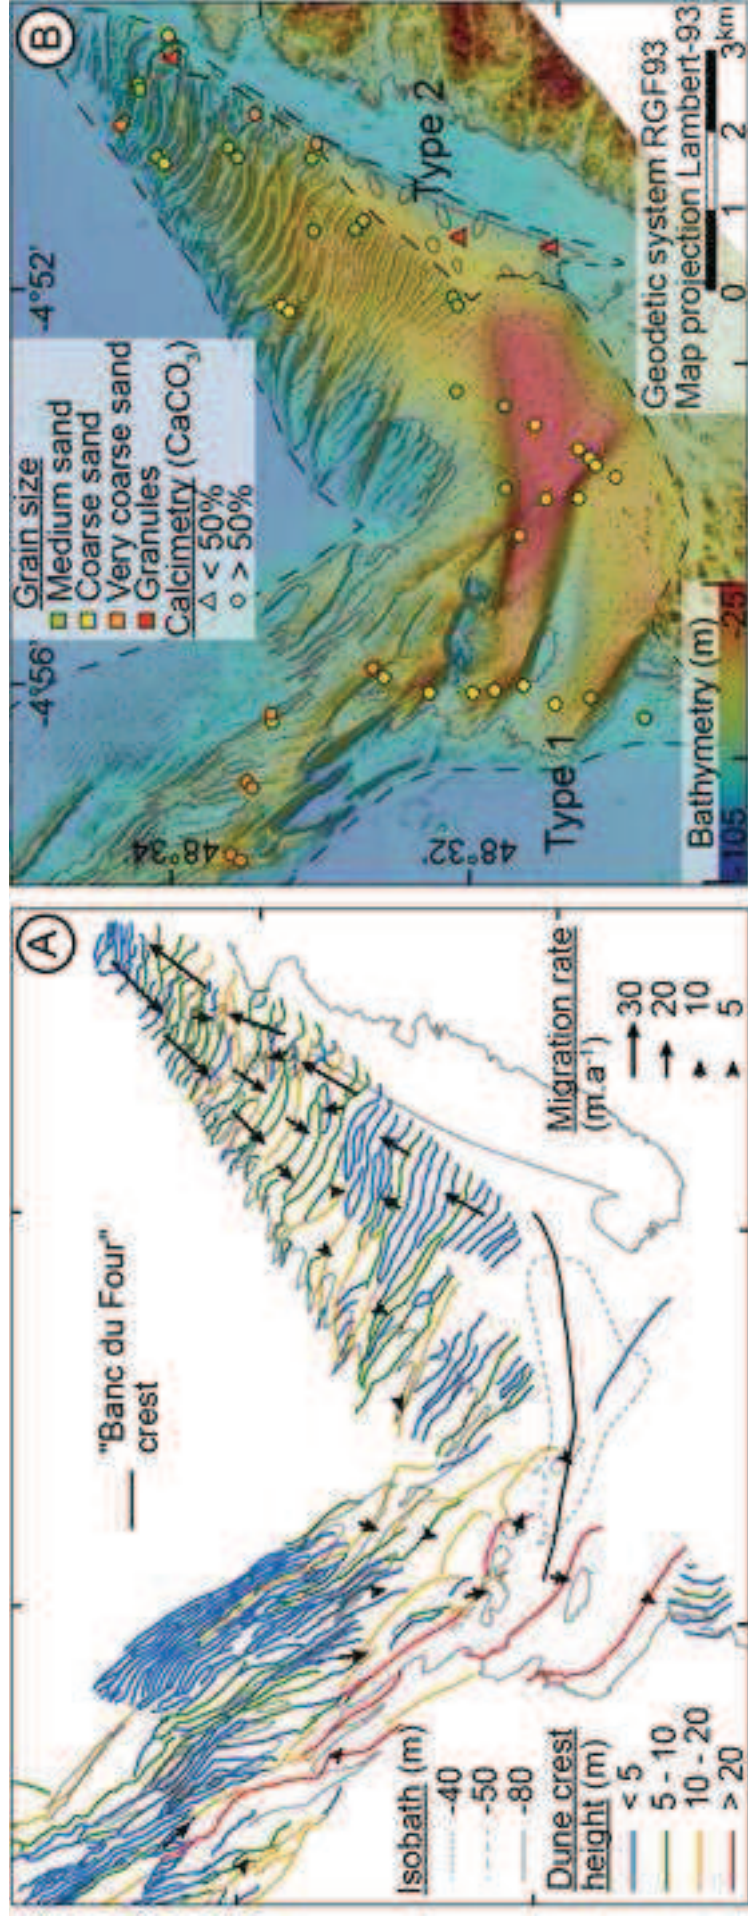 A
"Banc du Four"
crest
Isobath (m)
-40
-50
-80
Dune crest
height (m)
< 5
5 - 10
10 - 20
> 20
Migration rate
(m.a-1)
30
20
10
5
B
-4°56'
-4°52'
Grain size
Medium sand
Coarse sand
Very coarse sand
Granules
Calcimetry (CaCO3)
< 50%
> 50%
48°34'
48°32'
Type 1
Type 2
Bathymetry (m)
-105
-25
Geodetic system RGF93
Map projection Lambert-93
0 1 2 3 km